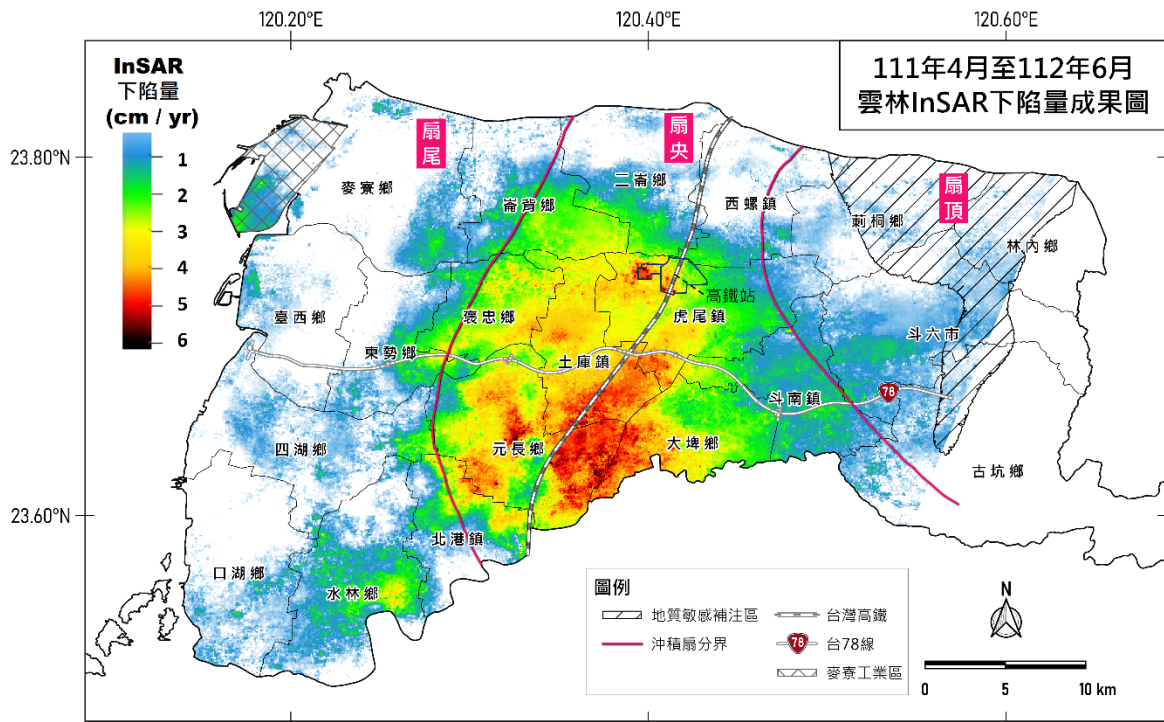 120.20°E
120.40°E
120.60°E
111年4月至112年6月
雲林InSAR下陷量成果圖
InSAR
下陷量
(cm / yr)
1
2
3
4
5
6
23.80°N
23.60°N
扇尾
扇央
扇頂
麥寮鄉
崙背鄉
二崙鄉
西螺鎮
莿桐鄉
林內鄉
臺西鄉
褒忠鄉
高鐵站
虎尾鎮
斗六市
東勢鄉
土庫鎮
斗南鎮
78
四湖鄉
元長鄉
大埤鄉
古坑鄉
北港鎮
口湖鄉
水林鄉
圖例
地質敏感補注區
台灣高鐵
沖積扇分界
78
台78線
麥寮工業區
N
0 5 10 km